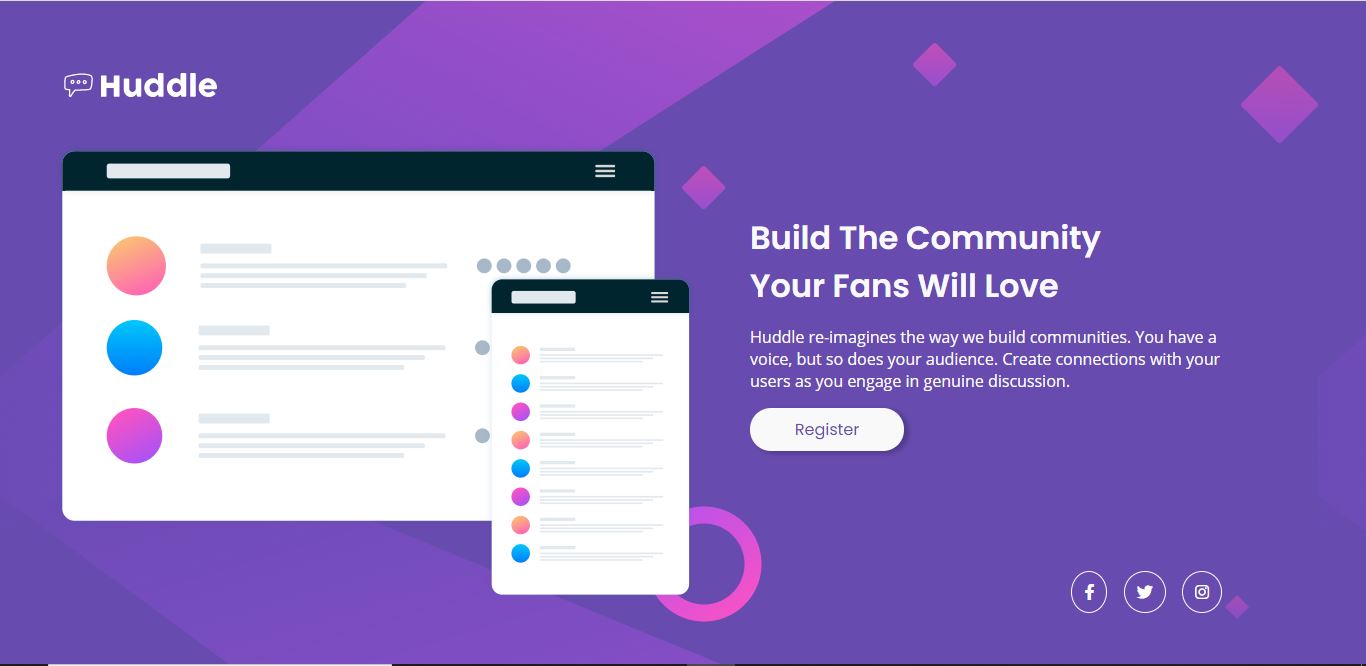 Huddle
Build The Community
Your Fans Will Love
Huddle re-imagines the way we build communities. You have a
voice, but so does your audience. Create connections with your
users as you engage in genuine discussion.
Register